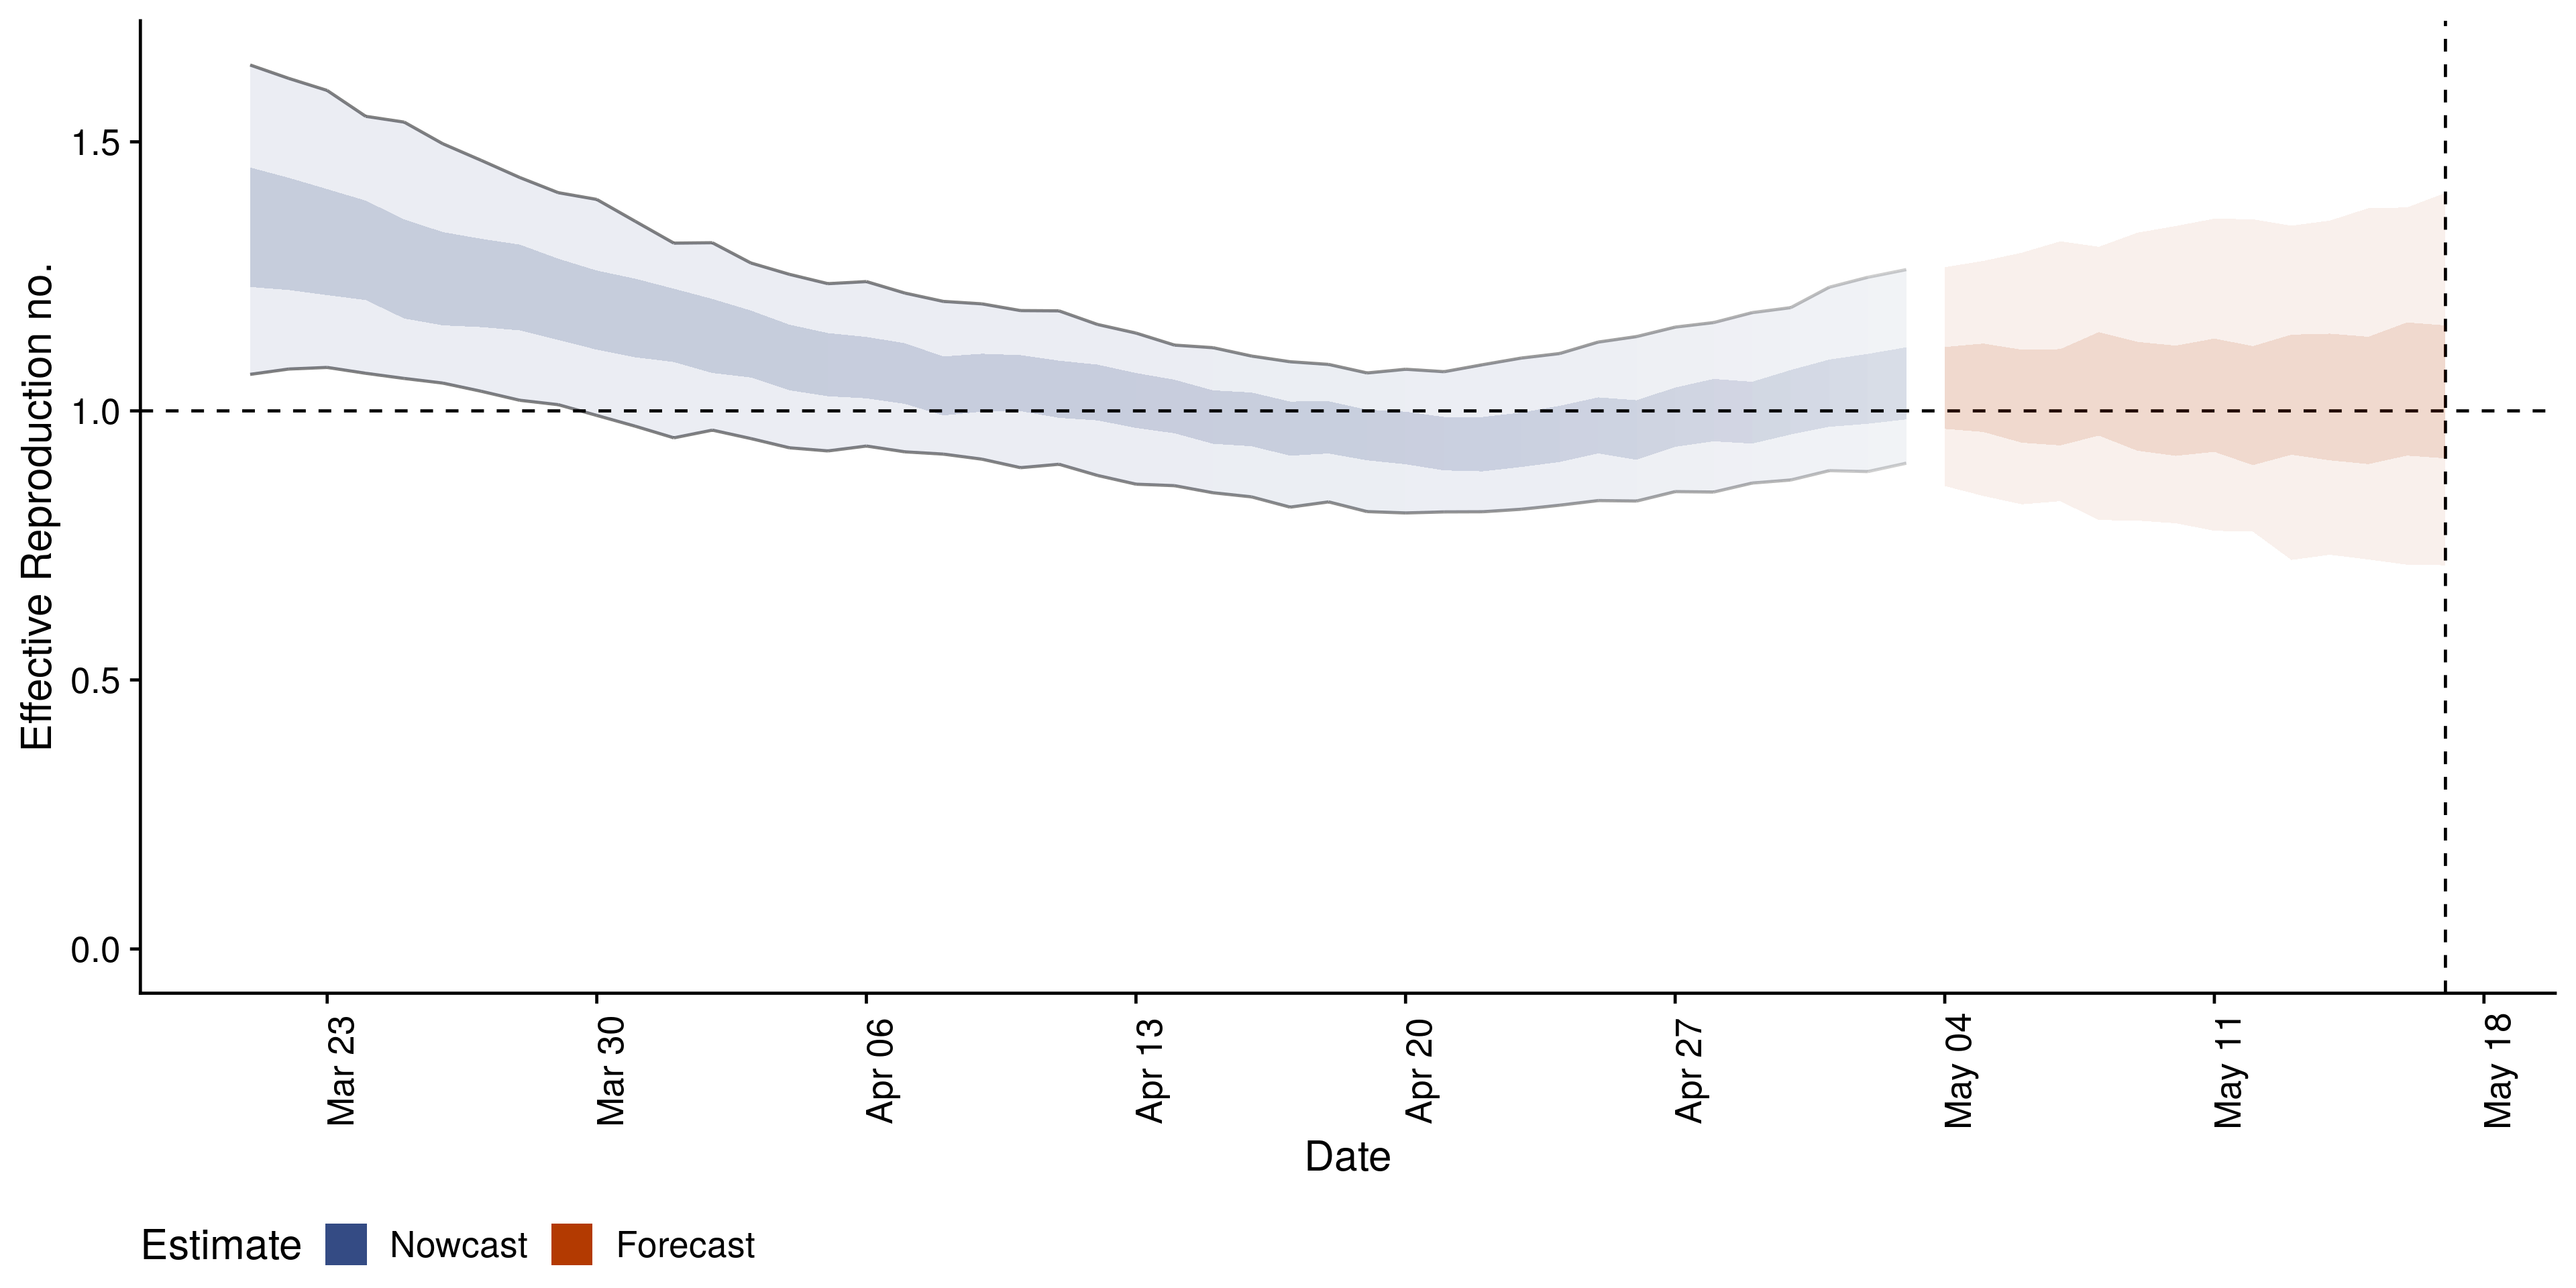 Effective Reproduction no.
1.5
1.0
0.5
0.0
Mar 23
Mar 30
Apr 06
Apr 13
Apr 20
Apr 27
May 04
May 11
May 18
Date
Estimate Nowcast Forecast